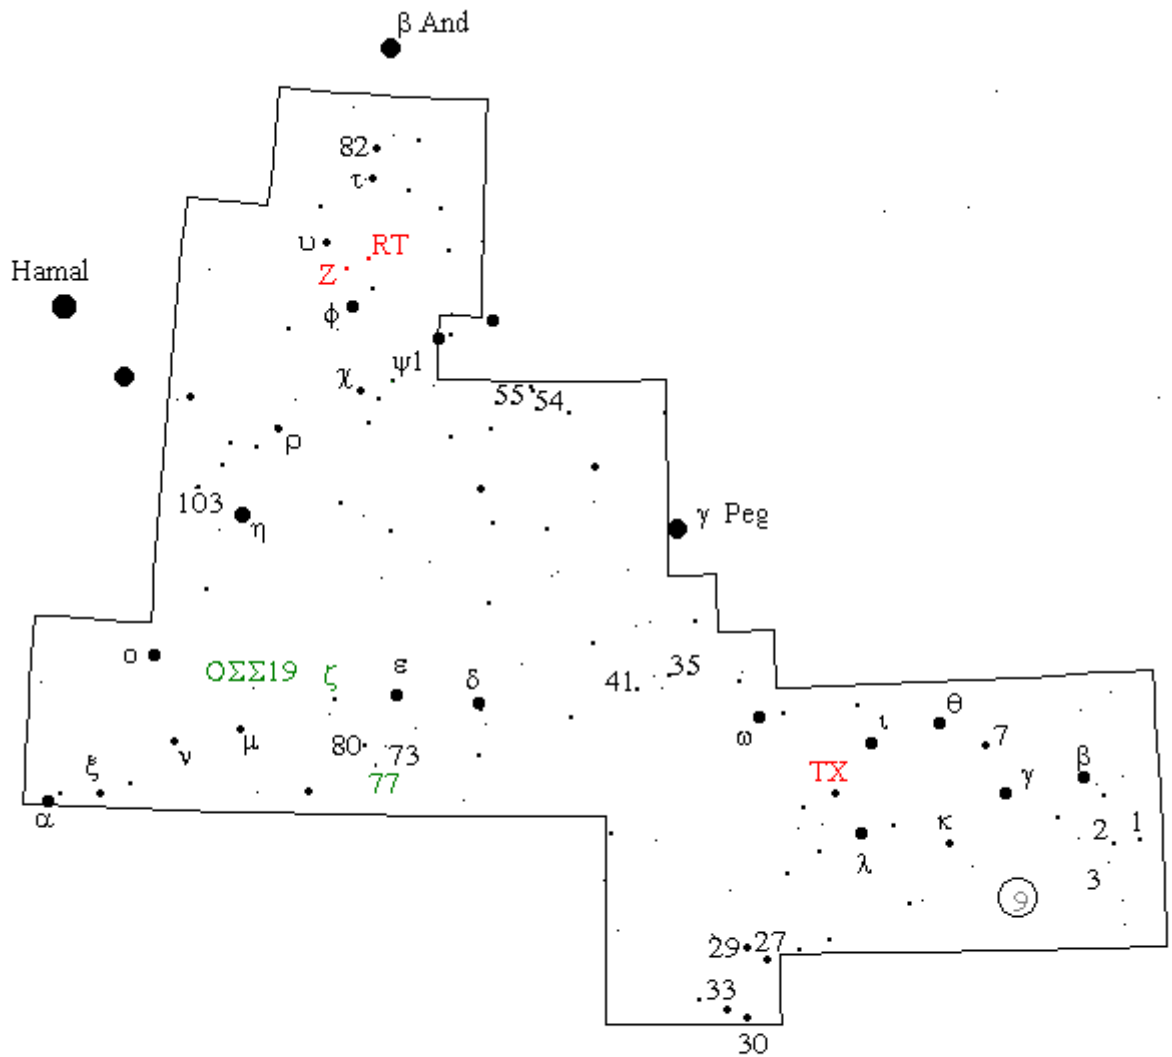 β And
82
τ
υ
RT
Z
Hamal
φ
ψ1
χ
55 54
ρ
103
η
γ Peg
ο
ΟΣΣ19
ζ
ε
δ
41
35
ω
ι
θ
7
β
ξ
ν
μ
80
73
77
TX
γ
α
λ
κ
2
1
3
9
29
27
33
30